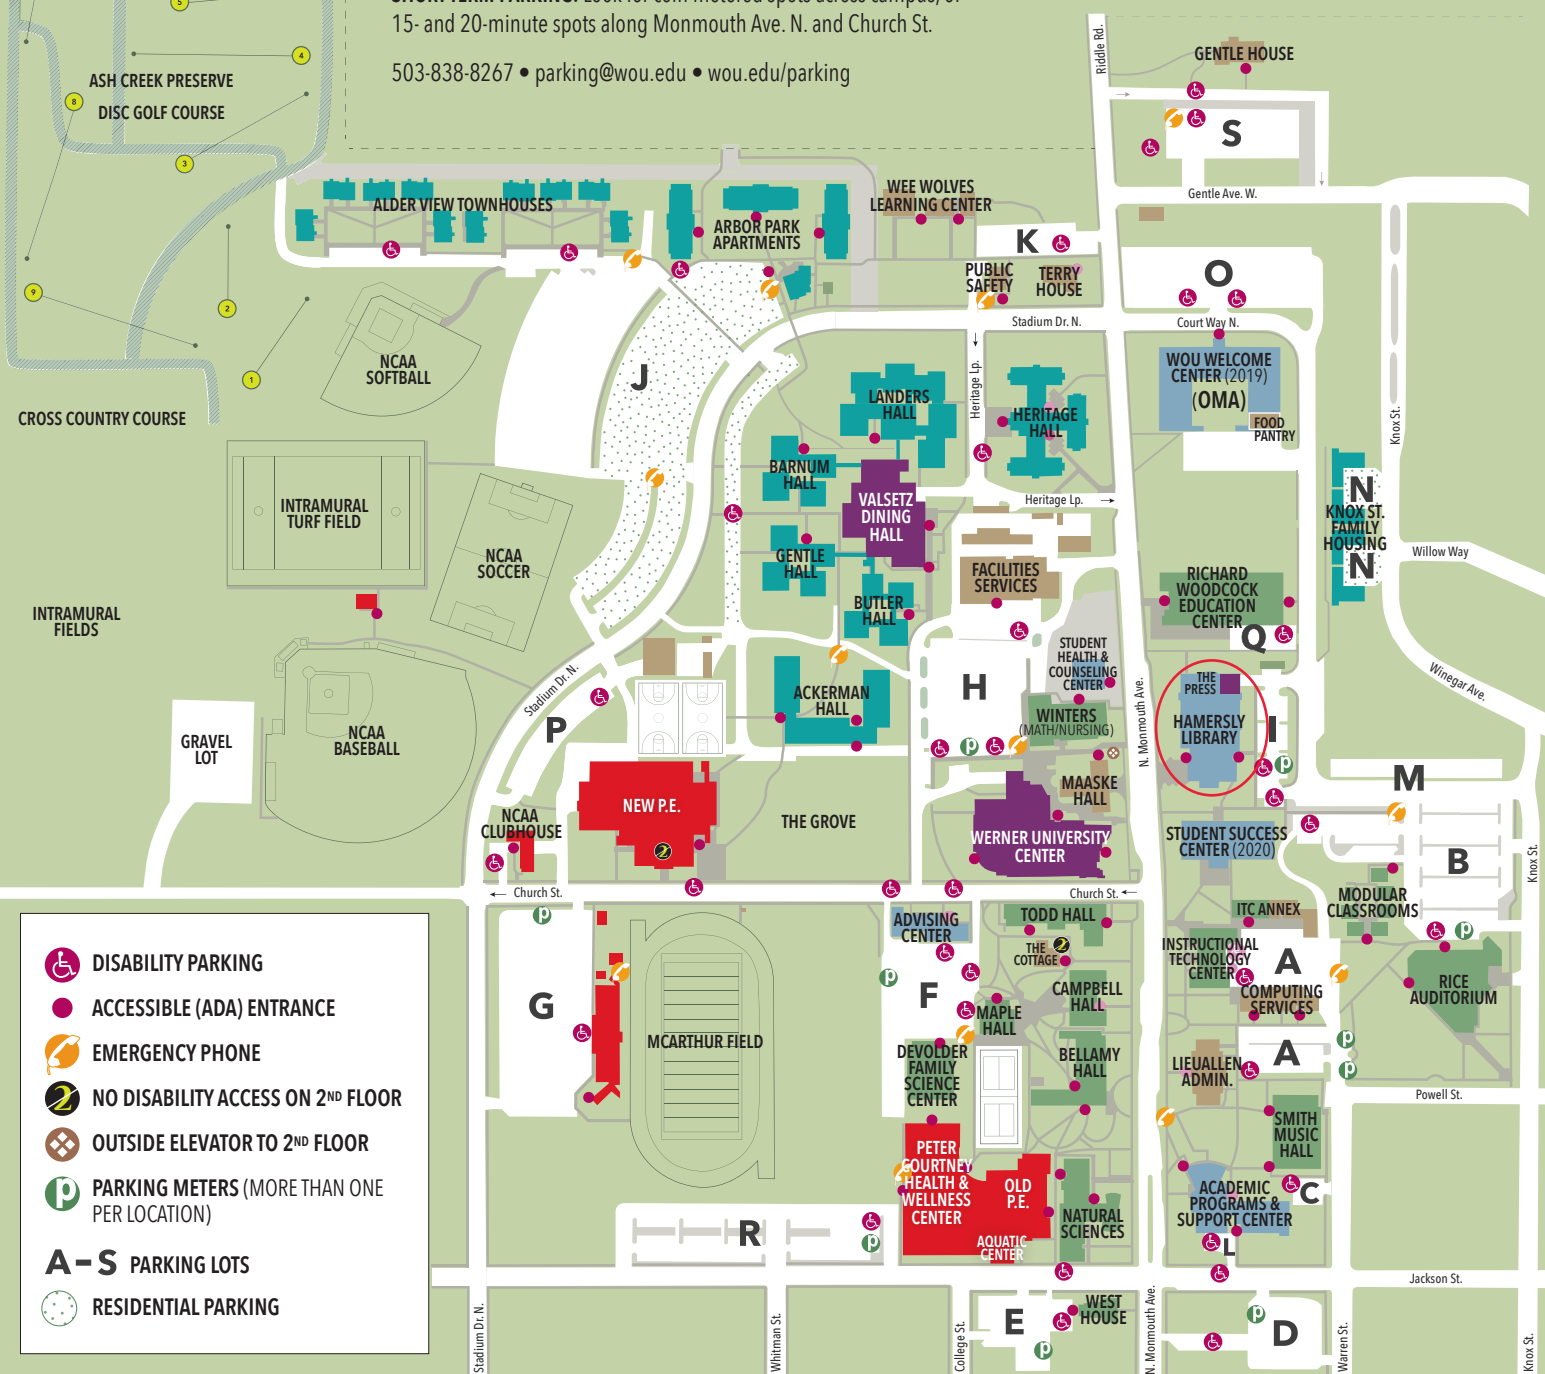 15- and 20-minute spots along Monmouth Ave. N. and Church St.
503-838-8267 • parking@wou.edu • wou.edu/parking
5
4
8
3
9
2
1
ASH CREEK PRESERVE
DISC GOLF COURSE
CROSS COUNTRY COURSE
Riddle Rd.
GENTLE HOUSE
S
Gentle Ave. W.
ALDER VIEW TOWNHOUSES
ARBOR PARK
APARTMENTS
WEE WOLVES
LEARNING CENTER
K
PUBLIC
SAFETY
TERRY
HOUSE
O
Stadium Dr. N.
Court Way N.
NCAA
SOFTBALL
J
Heritage Lp.
LANDERS
HALL
HERITAGE
HALL
WOU WELCOME
CENTER (2019)
(OMA)
FOOD
PANTRY
Knox St.
BARNUM
HALL
VALSETZ
DINING
HALL
Heritage Lp.
INTRAMURAL
TURF FIELD
N
KNOX ST.
FAMILY
HOUSING
N
Willow Way
NCAA
SOCCER
GENTLE
HALL
FACILITIES
SERVICES
RICHARD
WOODCOCK
EDUCATION
CENTER
Q
INTRAMURAL
FIELDS
BUTLER
HALL
STUDENT
HEALTH &
COUNSELING
CENTER
Winegar Ave.
Stadium Dr. N.
P
ACKERMAN
HALL
H
N. Monmouth Ave.
THE
PRESS
HAMERSLY
LIBRARY
I
WINTERS
(MATH/NURSING)
GRAVEL
LOT
NCAA
BASEBALL
M
MAASKE
HALL
NEW P.E.
2
NCAA
CLUBHOUSE
THE GROVE
WERNER UNIVERSITY
CENTER
STUDENT SUCCESS
CENTER (2020)
B
Knox St.
Church St.
Church St.
MODULAR
CLASSROOMS
ADVISING
CENTER
TODD HALL
THE
COTTAGE
2
ITC ANNEX
INSTRUCTIONAL
TECHNOLOGY
CENTER
A
COMPUTING
SERVICES
RICE
AUDITORIUM
G
F
MAPLE
HALL
CAMPBELL
HALL
MCARTHUR FIELD
DEVOLDER
FAMILY
SCIENCE
CENTER
BELLAMY
HALL
A
LIEUALLEN
ADMIN.
Powell St.
SMITH
MUSIC
HALL
PETER
COURTNEY
HEALTH &
WELLNESS
CENTER
OLD
P.E.
AQUATIC
CENTER
NATURAL
SCIENCES
ACADEMIC
PROGRAMS &
SUPPORT CENTER
C
L
R
Jackson St.
E
WEST
HOUSE
D
Stadium Dr. N.
Whitman St.
College St.
N. Monmouth Ave.
Warren St.
Knox St.
DISABILITY PARKING
ACCESSIBLE (ADA) ENTRANCE
EMERGENCY PHONE
2 NO DISABILITY ACCESS ON 2ND FLOOR
OUTSIDE ELEVATOR TO 2ND FLOOR
p PARKING METERS (MORE THAN ONE
PER LOCATION)
A–S PARKING LOTS
RESIDENTIAL PARKING